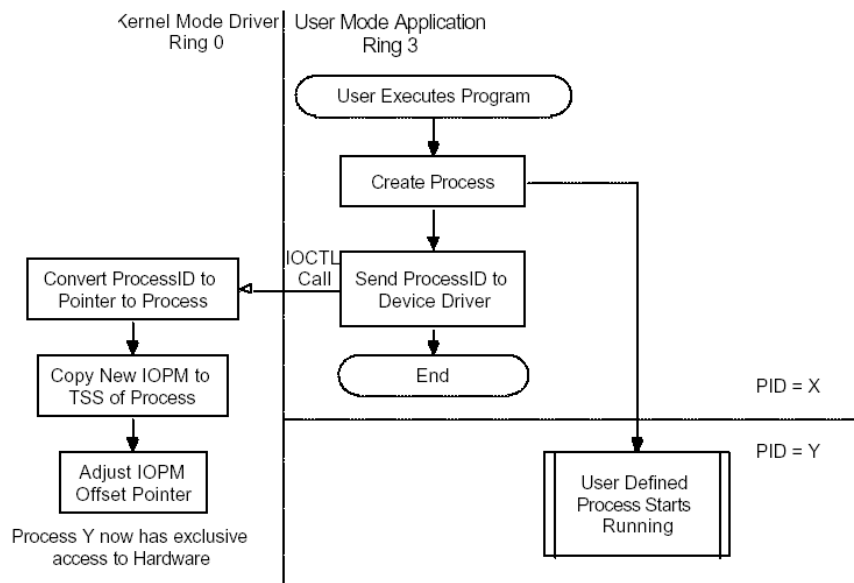 Kernel Mode Driver
Ring 0
User Mode Application
Ring 3
User Executes Program
Create Process
IOCTL
Call
Send ProcessID to
Device Driver
Convert ProcessID to
Pointer to Process
Copy New IOPM to
TSS of Process
End
PID = X
PID = Y
Adjust IOPM
Offset Pointer
User Defined
Process Starts
Running
Process Y now has exclusive
access to Hardware